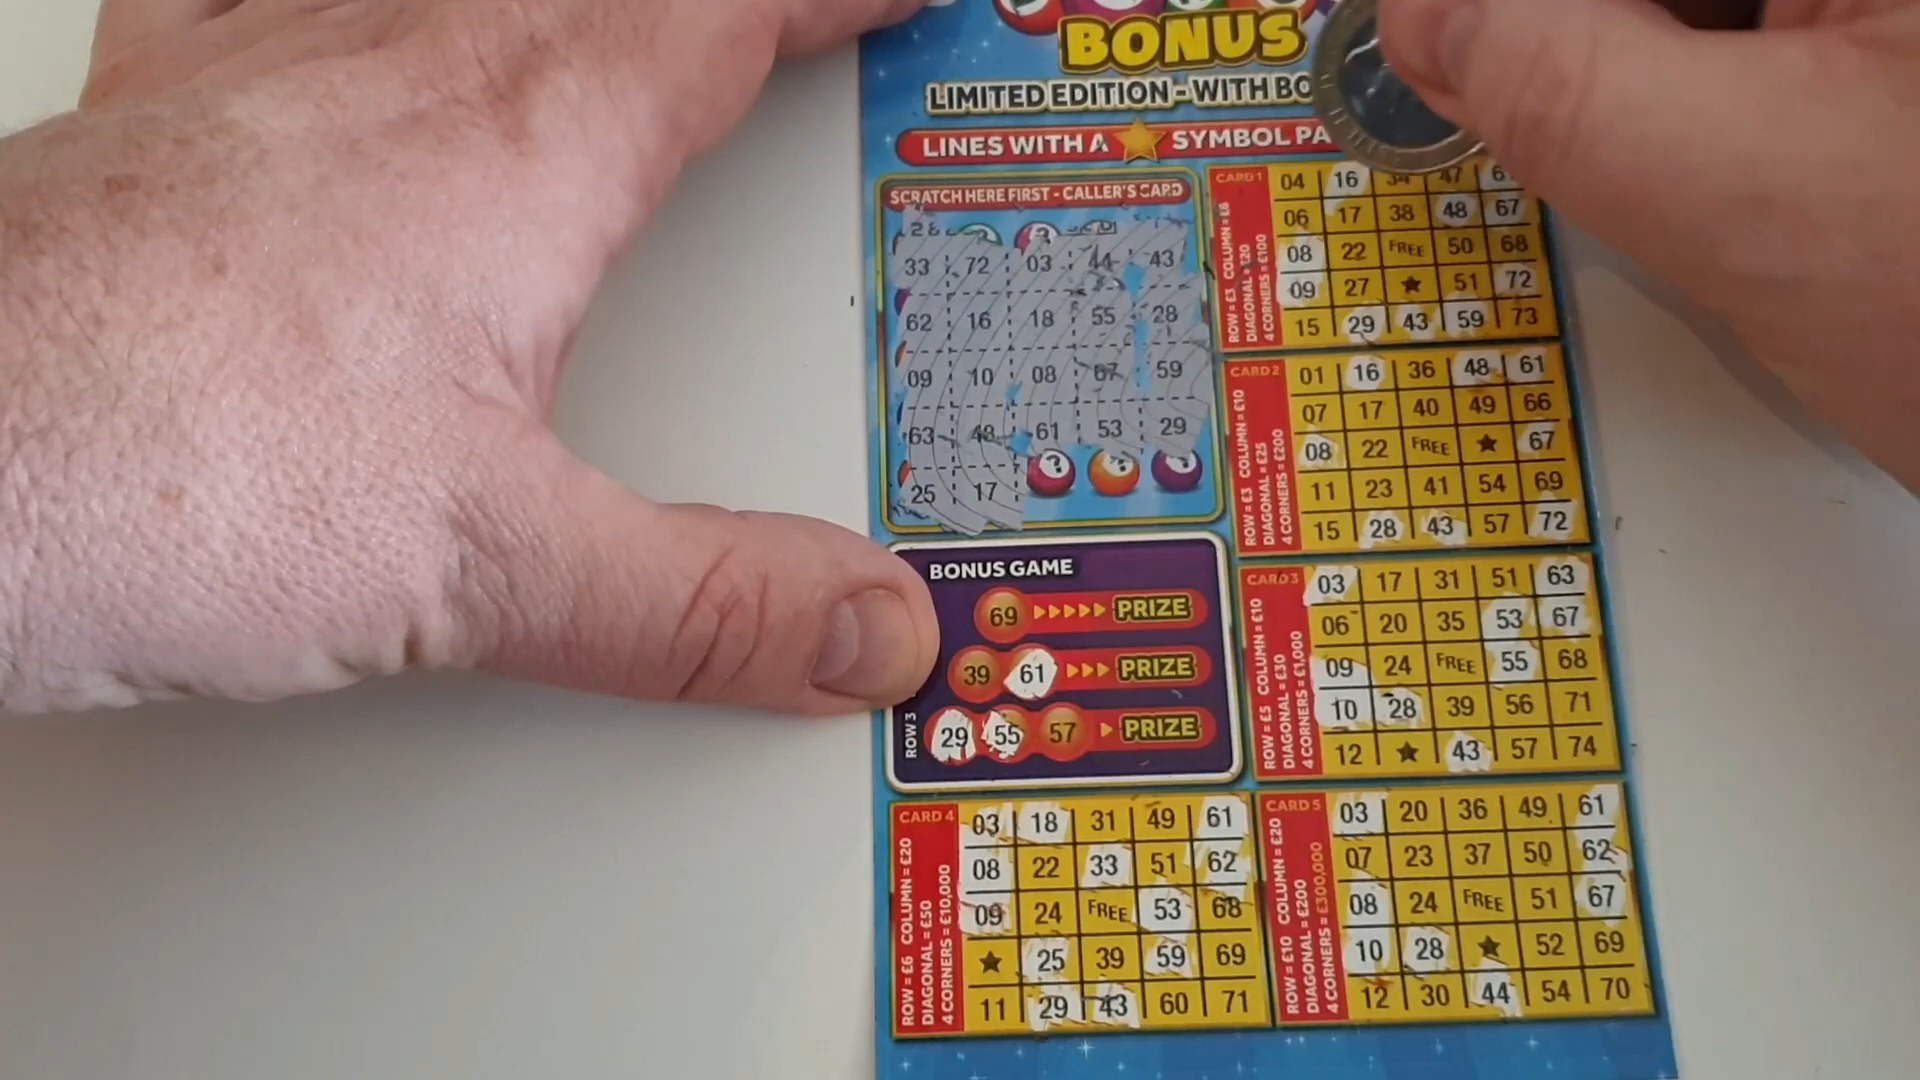 BONUS
LIMITED EDITION - WITH BO
LINES WITH A SYMBOL PA
SCRATCH HERE FIRST - CALLER'S CARD
33 72 03 44 43
62 16 18 55 28
09 10 08 67 59
63 48 61 53 29
25 17
BONUS GAME
69 PRIZE
39 61 PRIZE
ROW 3
29 55 57 PRIZE
CARD 1
ROW = £3 COLUMN = £6
DIAGONAL = £20
4 CORNERS = £100
04 16 34 47
06 17 38 48 67
08 22 FREE 50 68
09 27 ★ 51 72
15 29 43 59 73
CARD 2
ROW = £3 COLUMN = £10
DIAGONAL = £25
4 CORNERS = £200
01 16 36 48 61
07 17 40 49 66
08 22 FREE ★ 67
11 23 41 54 69
15 28 43 57 72
CARD 3
ROW = £5 COLUMN = £10
DIAGONAL = £30
4 CORNERS = £1,000
03 17 31 51 63
06 20 35 53 67
09 24 FREE 55 68
10 28 39 56 71
12 ★ 43 57 74
CARD 4
ROW = £6 COLUMN = £20
DIAGONAL = £50
4 CORNERS = £10,000
03 18 31 49 61
08 22 33 51 62
09 24 FREE 53 68
★ 25 39 59 69
11 29 43 60 71
CARD 5
ROW = £10 COLUMN = £20
DIAGONAL = £200
4 CORNERS = £300,000
03 20 36 49 61
07 23 37 50 62
08 24 FREE 51 67
10 28 ★ 52 69
12 30 44 54 70